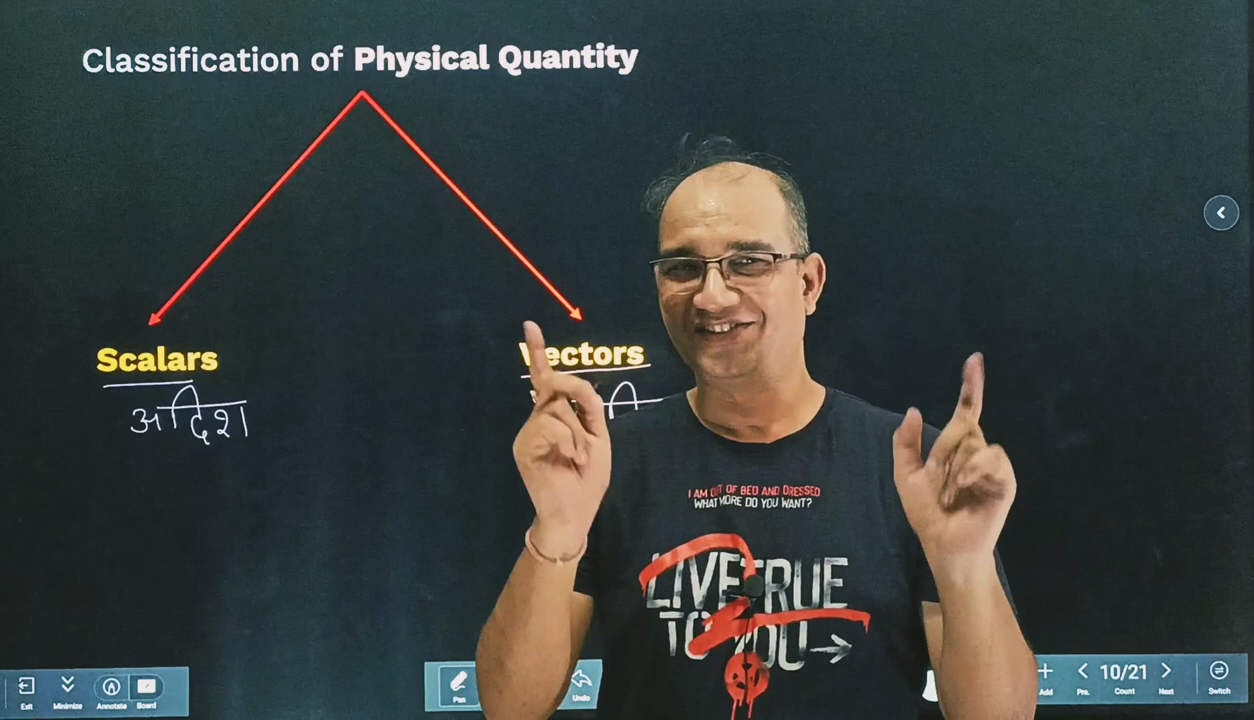 Classification of Physical Quantity
Scalars
Vectors
अदिश
I AM OUT OF BED AND DRESSED
WHAT MORE DO YOU WANT?
LIVE TRUE
TO YOU
Exit
Minimize
Annotate
Board
Pen
Undo
Add
Pre.
10/21
Count
Next
Switch